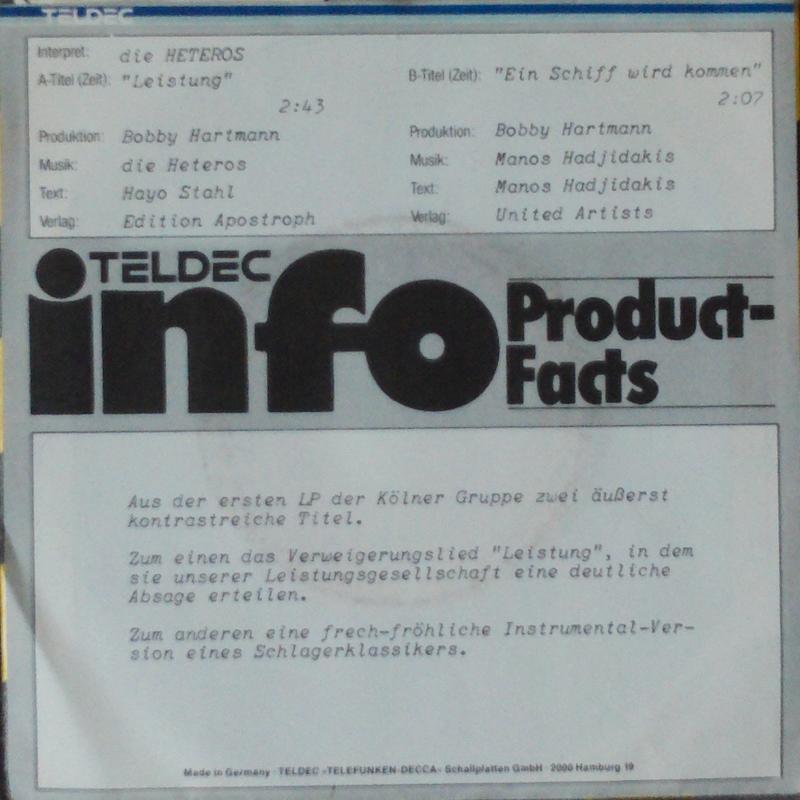 TELDEC
Interpret: die HETEROS
A-Titel (Zeit): "Leistung"
2:43
Produktion: Bobby Hartmann
Musik: die Heteros
Text: Hayo Stahl
Verlag: Edition Apostroph
B-Titel (Zeit): "Ein Schiff wird kommen"
2:07
Produktion: Bobby Hartmann
Musik: Manos Hadjidakis
Text: Manos Hadjidakis
Verlag: United Artists
TELDEC
info
Product-
Facts
Aus der ersten LP der Kölner Gruppe zwei äußerst
kontrastreiche Titel.
Zum einen das Verweigerungslied "Leistung", in dem
sie unserer Leistungsgesellschaft eine deutliche
Absage erteilen.
Zum anderen eine frech-fröhliche Instrumental-Ver-
sion eines Schlagerklassikers.
Made in Germany · TELDEC »TELEFUNKEN-DECCA« Schallplatten GmbH · 2000 Hamburg 19